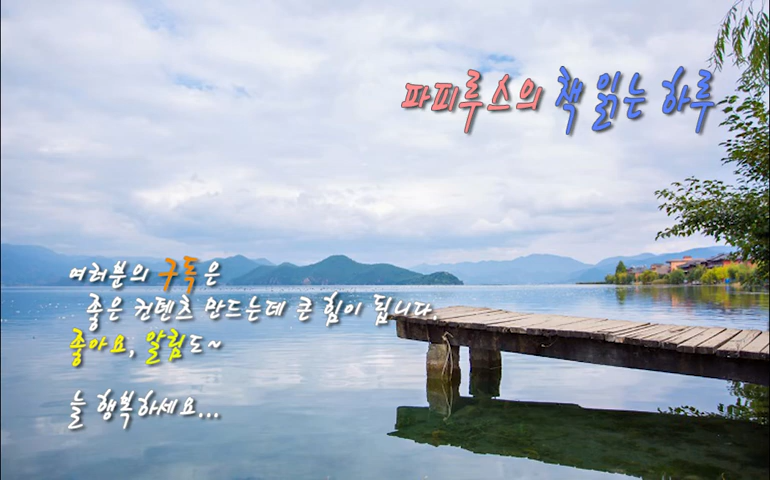 파피루스의 책 읽는 하루
여러분의 구독은
좋은 컨텐츠 만드는데 큰 힘이 됩니다.
좋아요, 알림도~
늘 행복하세요...